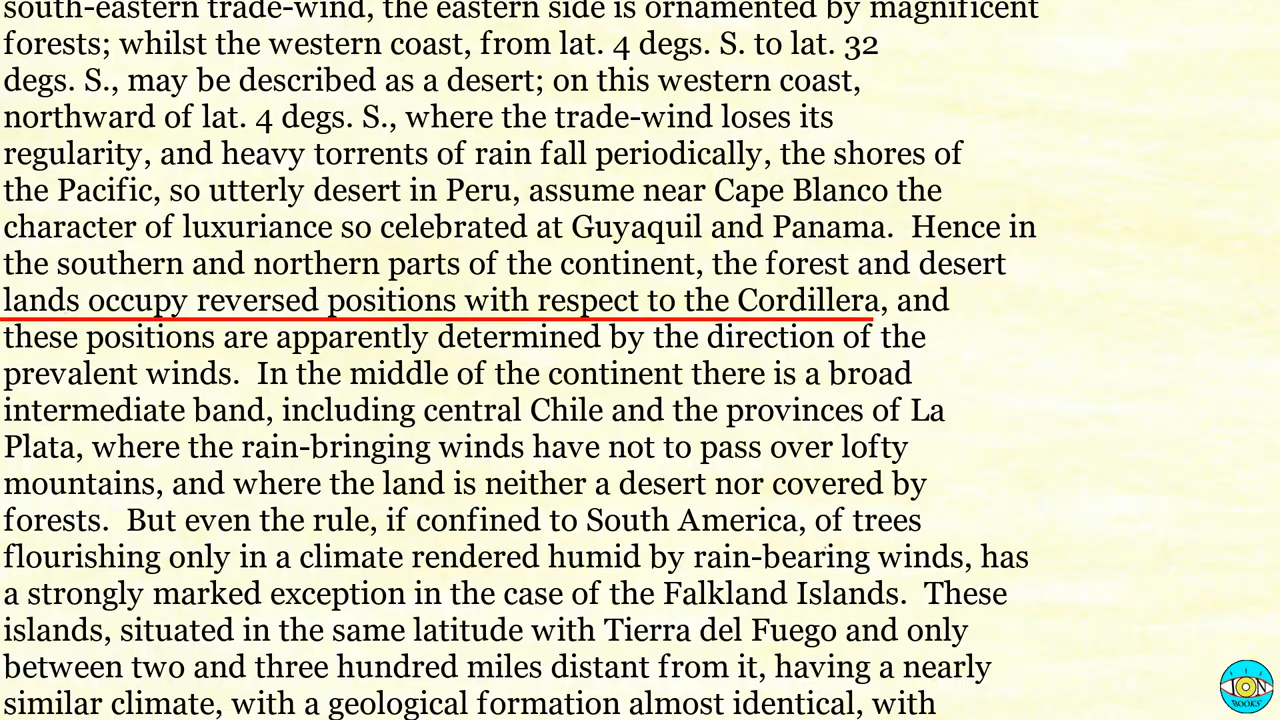 south-eastern trade-wind, the eastern side is ornamented by magnificent
forests; whilst the western coast, from lat. 4 degs. S. to lat. 32
degs. S., may be described as a desert; on this western coast,
northward of lat. 4 degs. S., where the trade-wind loses its
regularity, and heavy torrents of rain fall periodically, the shores of
the Pacific, so utterly desert in Peru, assume near Cape Blanco the
character of luxuriance so celebrated at Guyaquil and Panama.  Hence in
the southern and northern parts of the continent, the forest and desert
lands occupy reversed positions with respect to the Cordillera, and
these positions are apparently determined by the direction of the
prevalent winds.  In the middle of the continent there is a broad
intermediate band, including central Chile and the provinces of La
Plata, where the rain-bringing winds have not to pass over lofty
mountains, and where the land is neither a desert nor covered by
forests.  But even the rule, if confined to South America, of trees
flourishing only in a climate rendered humid by rain-bearing winds, has
a strongly marked exception in the case of the Falkland Islands.  These
islands, situated in the same latitude with Tierra del Fuego and only
between two and three hundred miles distant from it, having a nearly
similar climate, with a geological formation almost identical, with
ION
BOOKS